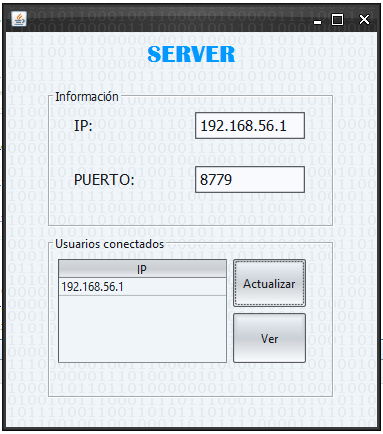 SERVER
Información
IP:
192.168.56.1
PUERTO:
8779
Usuarios conectados
IP
192.168.56.1
Actualizar
Ver